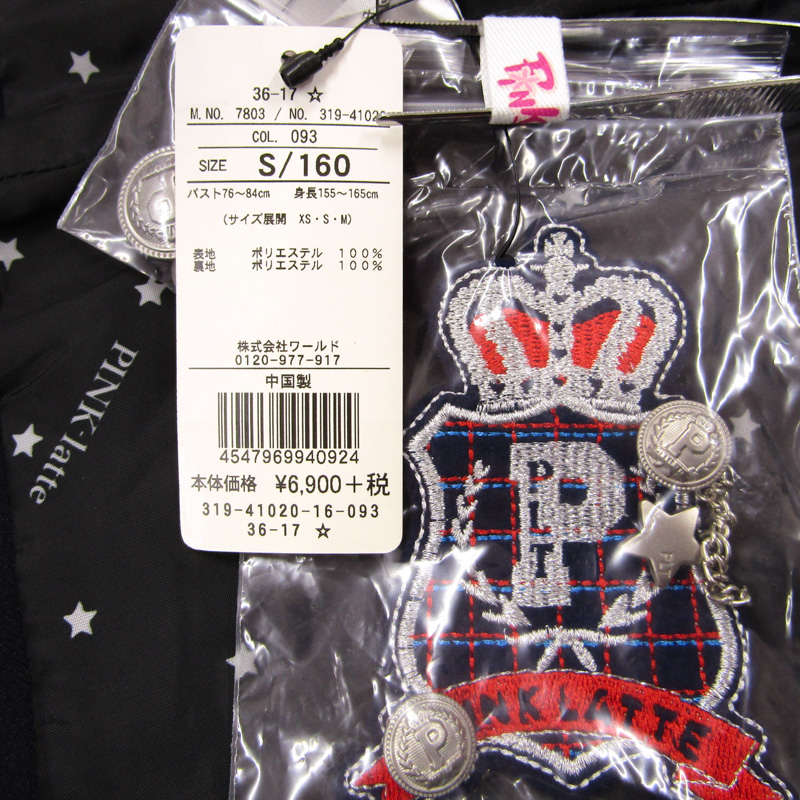 36-17 ☆
M.NO. 7803 / NO. 319-41020
COL. 093
SIZE S/160
バスト76～84cm 身長155～165cm
(サイズ展開 XS・S・M)
表地 ポリエステル 100%
裏地 ポリエステル 100%
株式会社ワールド
0120-977-917
中国製
4547969940924
本体価格 ¥6,900+税
319-41020-16-093
36-17 ☆
PINK-latte
P
PLT
P
PLT
PINK LATTE
P